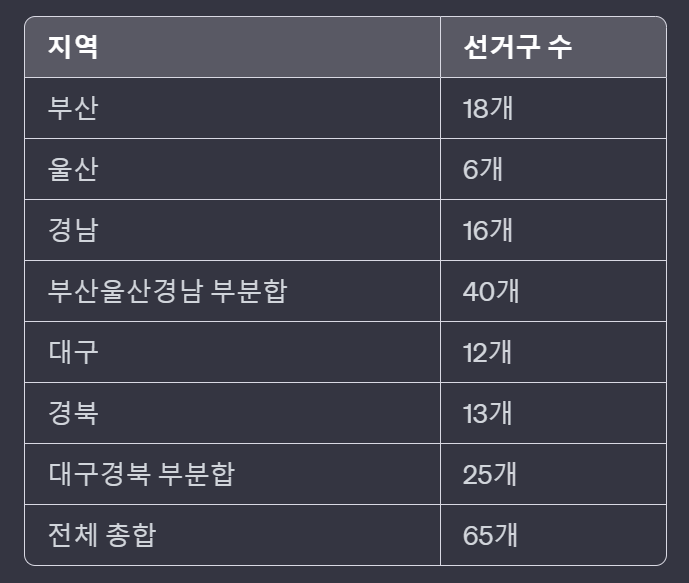 지역 선거구 수
부산 18개
울산 6개
경남 16개
부산울산경남 부분합 40개
대구 12개
경북 13개
대구경북 부분합 25개
전체 총합 65개